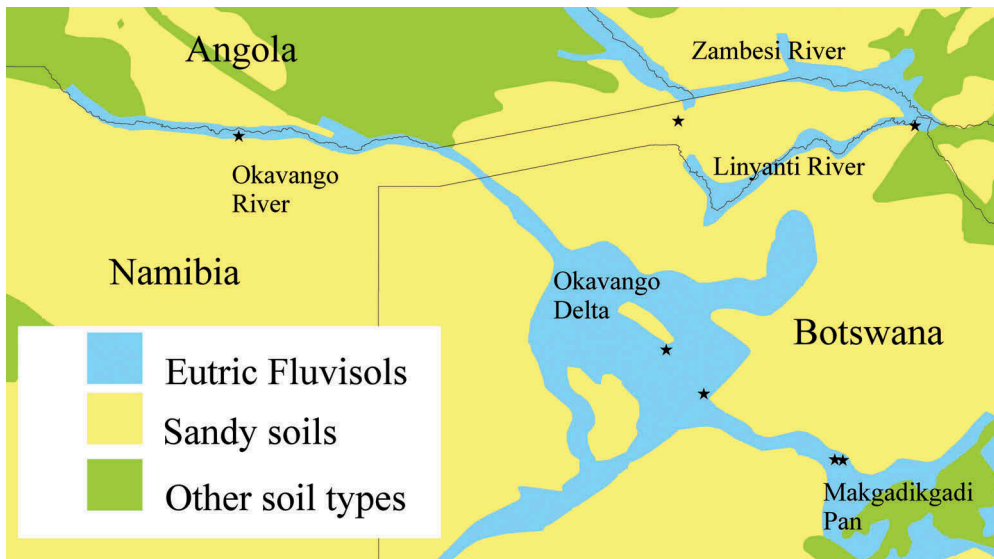 Angola
Zambesi River
Linyanti River
Okavango
River
Namibia
Okavango
Delta
Botswana
Eutric Fluvisols
Sandy soils
Other soil types
Makgadikgadi
Pan